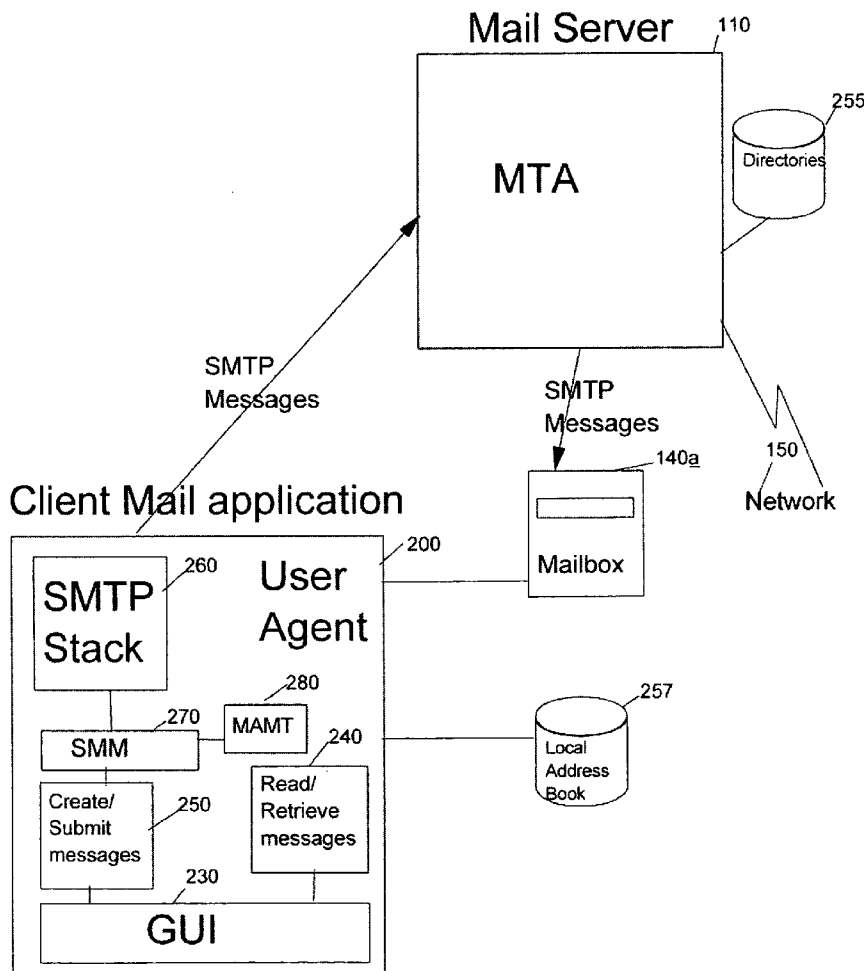 Mail Server
110
255
Directories
MTA
SMTP
Messages
SMTP
Messages
140a
150
Network
Mailbox
Client Mail application
200
260
User
Agent
SMTP
Stack
280
MAMT
270
SMM
240
257
Local
Address
Book
Read/
Retrieve
messages
250
Create/
Submit
messages
230
GUI